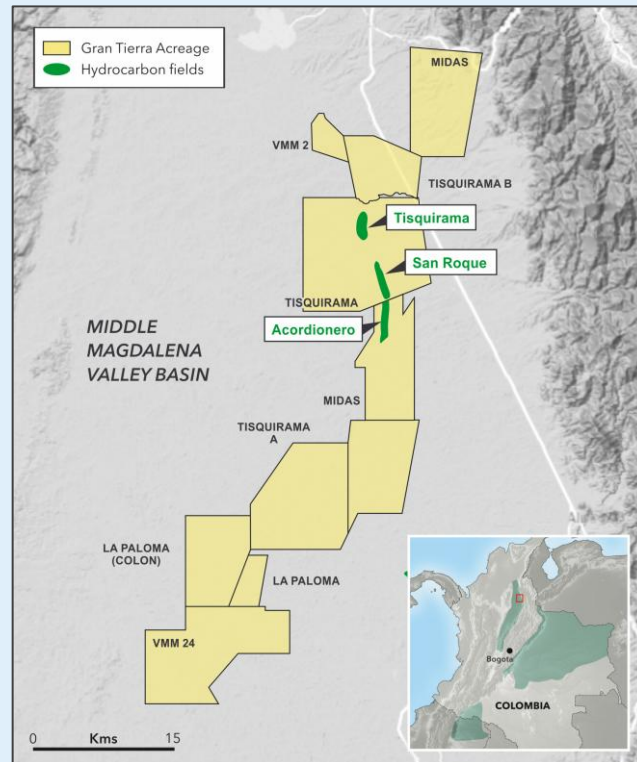 Gran Tierra Acreage
Hydrocarbon fields
MIDAS
VMM 2
TISQUIRAMA B
Tisquirama
San Roque
TISQUIRAMA
Acordionero
MIDDLE
MAGDALENA
VALLEY BASIN
MIDAS
TISQUIRAMA
A
LA PALOMA
(COLON)
LA PALOMA
VMM 24
Bogota
COLOMBIA
0 Kms 15